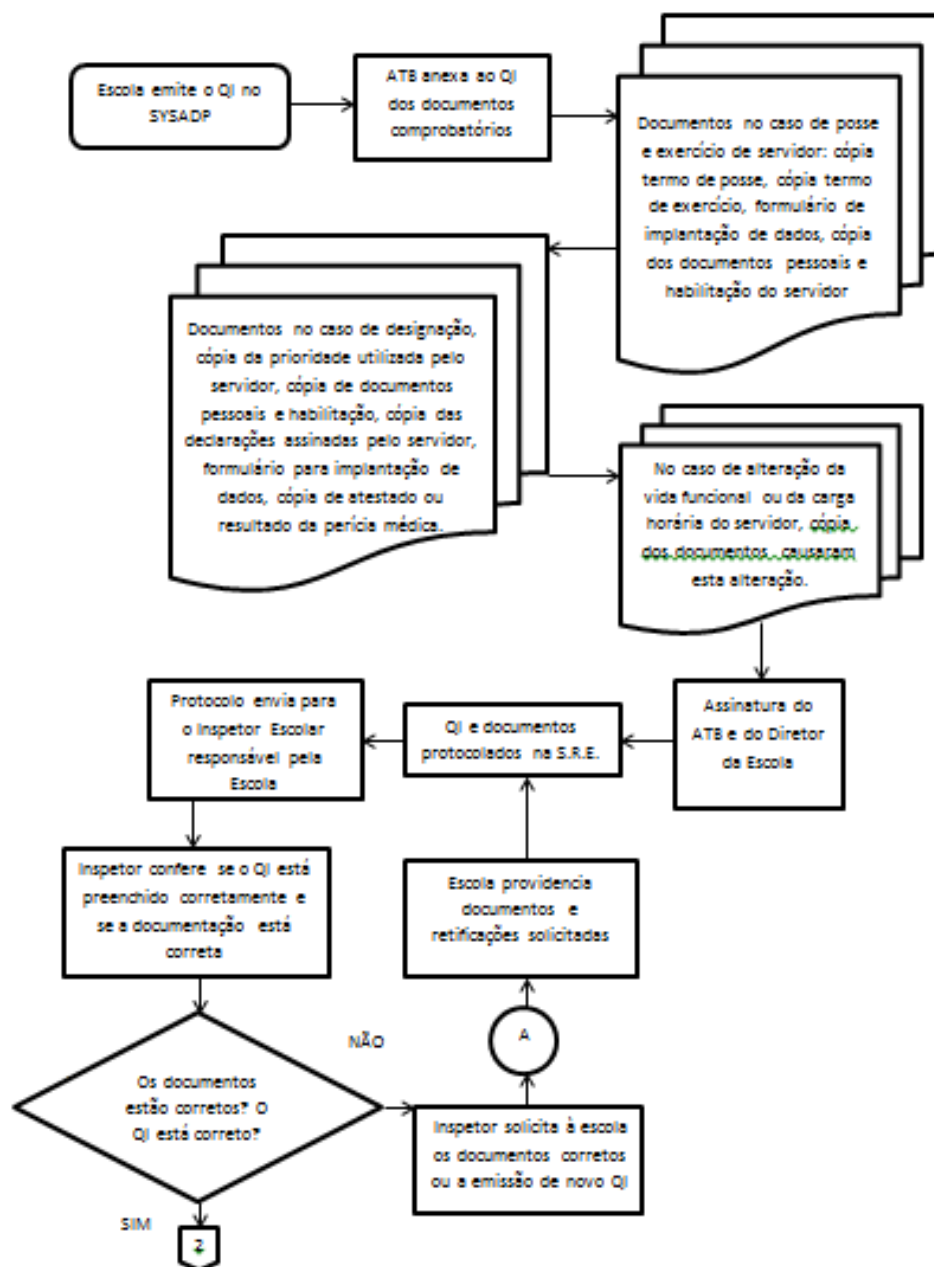 Escola emite o QI no
SYSADP
ATB anexa ao QI
dos documentos
comprobatórios
Documentos no caso de posse
e exercício de servidor: cópia
termo de posse, cópia termo
de exercício, formulário de
implantação de dados, cópia
dos documentos pessoais e
habilitação do servidor
Documentos no caso de designação,
cópia da prioridade utilizada pelo
servidor, cópia de documentos
pessoais e habilitação, cópia das
declarações assinadas pelo servidor,
formulário para implantação de
dados, cópia de atestado ou
resultado da perícia médica.
No caso de alteração da
vida funcional ou da carga
horária do servidor, cópia
dos documentos causaram
esta alteração.
Assinatura do
ATB e do Diretor
da Escola
QI e documentos
protocolados na S.R.E.
Protocolo envia para
o Inspetor Escolar
responsável pela
Escola
Inspetor confere se o QI está
preenchido corretamente e
se a documentação está
correta
Os documentos
estão corretos? O
QI está correto?
NÃO
Inspetor solicita à escola
os documentos corretos
ou a emissão de novo QI
A
Escola providencia
documentos e
retificações solicitadas
SIM
2